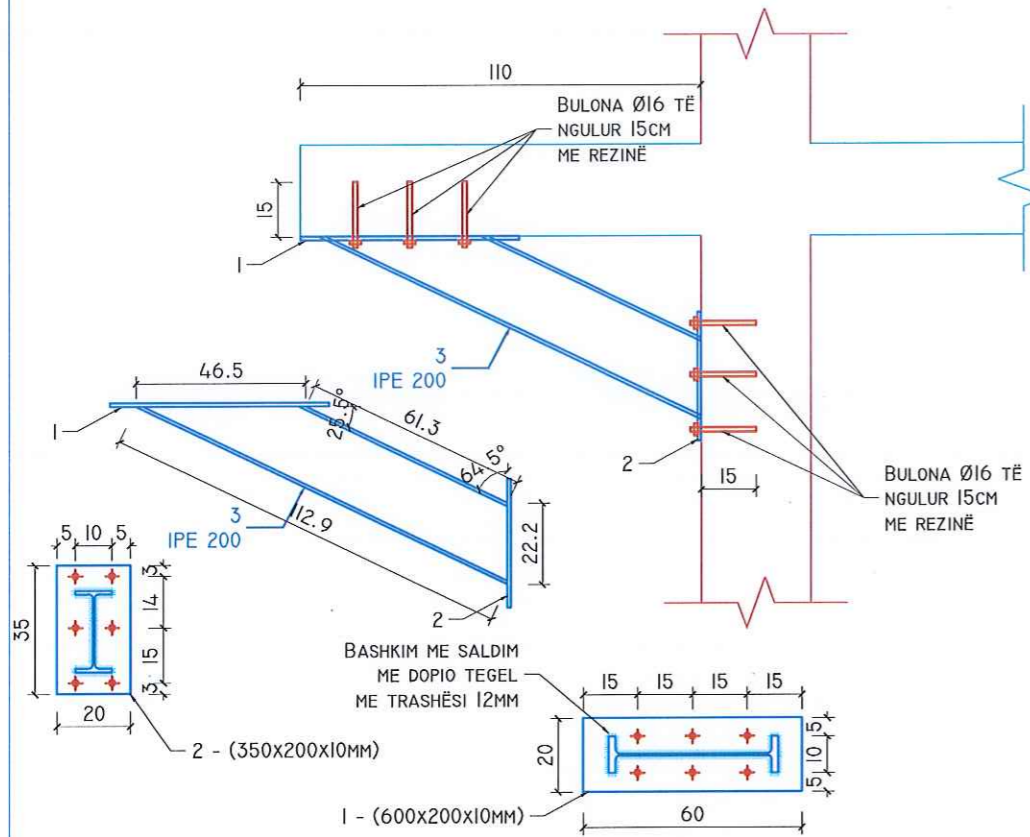 110
BULONA Ø16 TË
NGULUR 15CM
ME REZINË
15
1
3
IPE 200
46.5
25.5°
61.3
64.5°
1
2
15
BULONA Ø16 TË
NGULUR 15CM
ME REZINË
3
IPE 200
112.9
22.2
2
5 10 5
3
14
15
3
35
20
2 - (350X200X10MM)
BASHKIM ME SALDIM
ME DOPIO TEGEL
ME TRASHËSI 12MM
15 15 15 15
20
5
10
5
1 - (600X200X10MM)
60